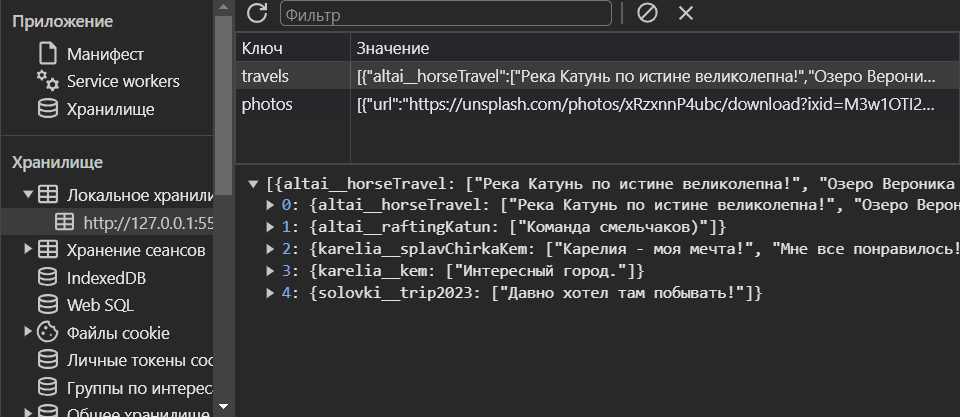 Приложение
Манифест
Service workers
Хранилище
Хранилище
Локальное хранили
http://127.0.0.1:55
Хранение сеансов
IndexedDB
Web SQL
Файлы cookie
Личные токены сос
Группы по интерес
Общее хранилище
Фильтр
Ключ Значение
travels [{"altai__horseTravel":["Река Катунь по истине великолепна!","Озеро Верони…
photos [{"url":"https://unsplash.com/photos/xRzxnnP4ubc/download?ixid=M3w1OTI2…
[{altai__horseTravel: ["Река Катунь по истине великолепна!", "Озеро Вероника
0: {altai__horseTravel: ["Река Катунь по истине великолепна!", "Озеро Верон
1: {altai__raftingKatun: ["Команда смельчаков)"]}
2: {karelia__splavChirkaKem: ["Карелия - моя мечта!", "Мне все понравилось!
3: {karelia__kem: ["Интересный город."]}
4: {solovki__trip2023: ["Давно хотел там побывать!"]}